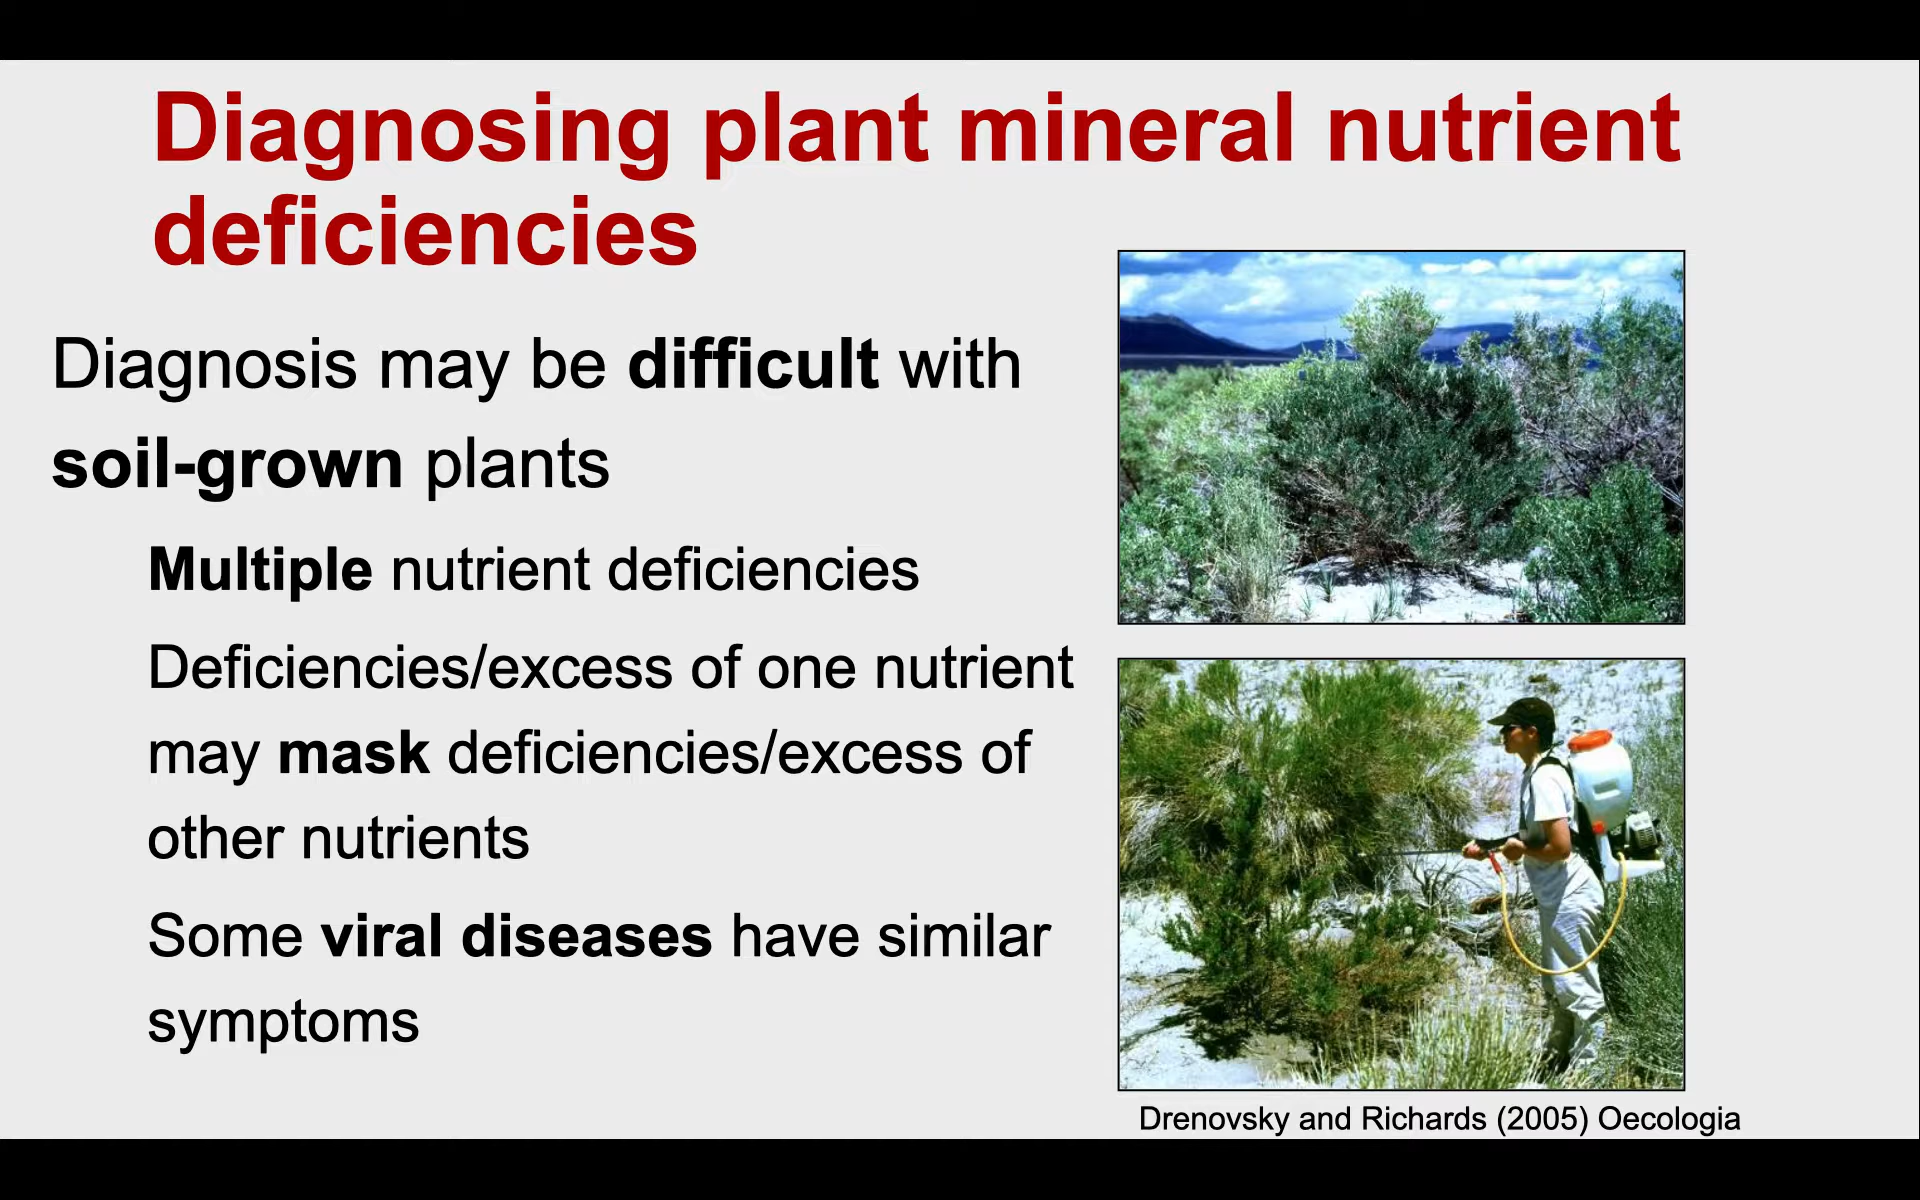 Diagnosing plant mineral nutrient
deficiencies
Diagnosis may be difficult with
soil-grown plants
Multiple nutrient deficiencies
Deficiencies/excess of one nutrient
may mask deficiencies/excess of
other nutrients
Some viral diseases have similar
symptoms
Drenovsky and Richards (2005) Oecologia